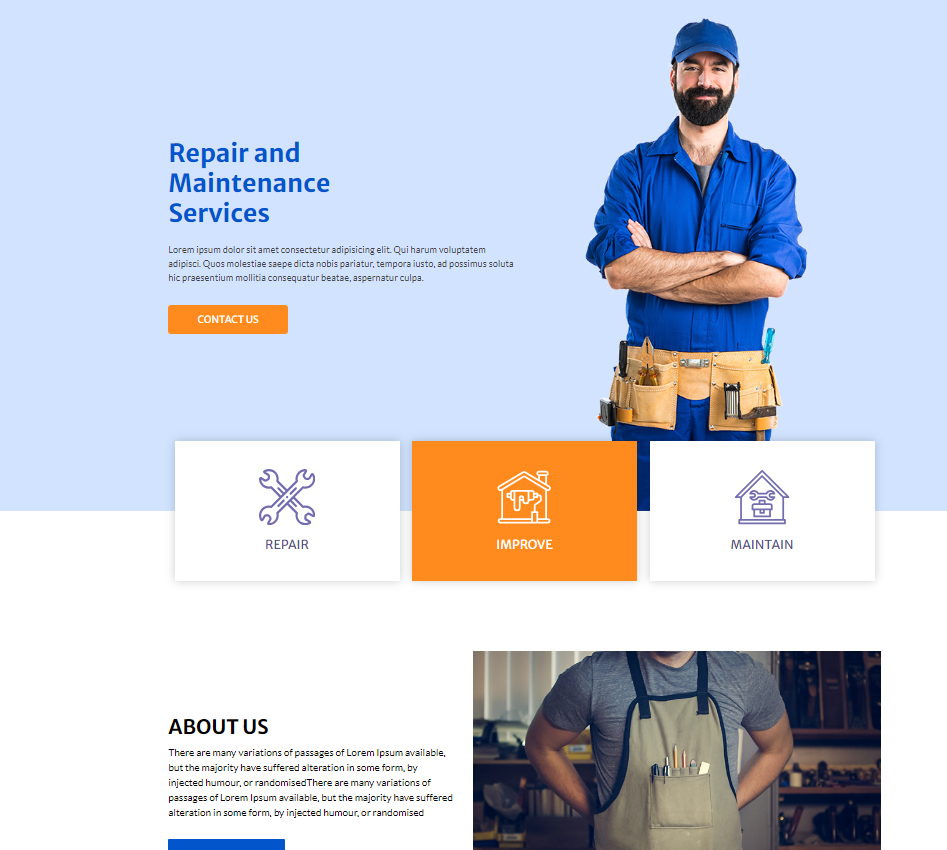 Repair and
Maintenance
Services
Lorem ipsum dolor sit amet consectetur adipisicing elit. Qui harum voluptatem
adipisci. Quos molestiae saepe dicta nobis pariatur, tempora iusto, ad possimus soluta
hic praesentium mollitia consequatur beatae, aspernatur culpa.
CONTACT US
REPAIR
IMPROVE
MAINTAIN
ABOUT US
There are many variations of passages of Lorem Ipsum available,
but the majority have suffered alteration in some form, by
injected humour, or randomisedThere are many variations of
passages of Lorem Ipsum available, but the majority have suffered
alteration in some form, by injected humour, or randomised